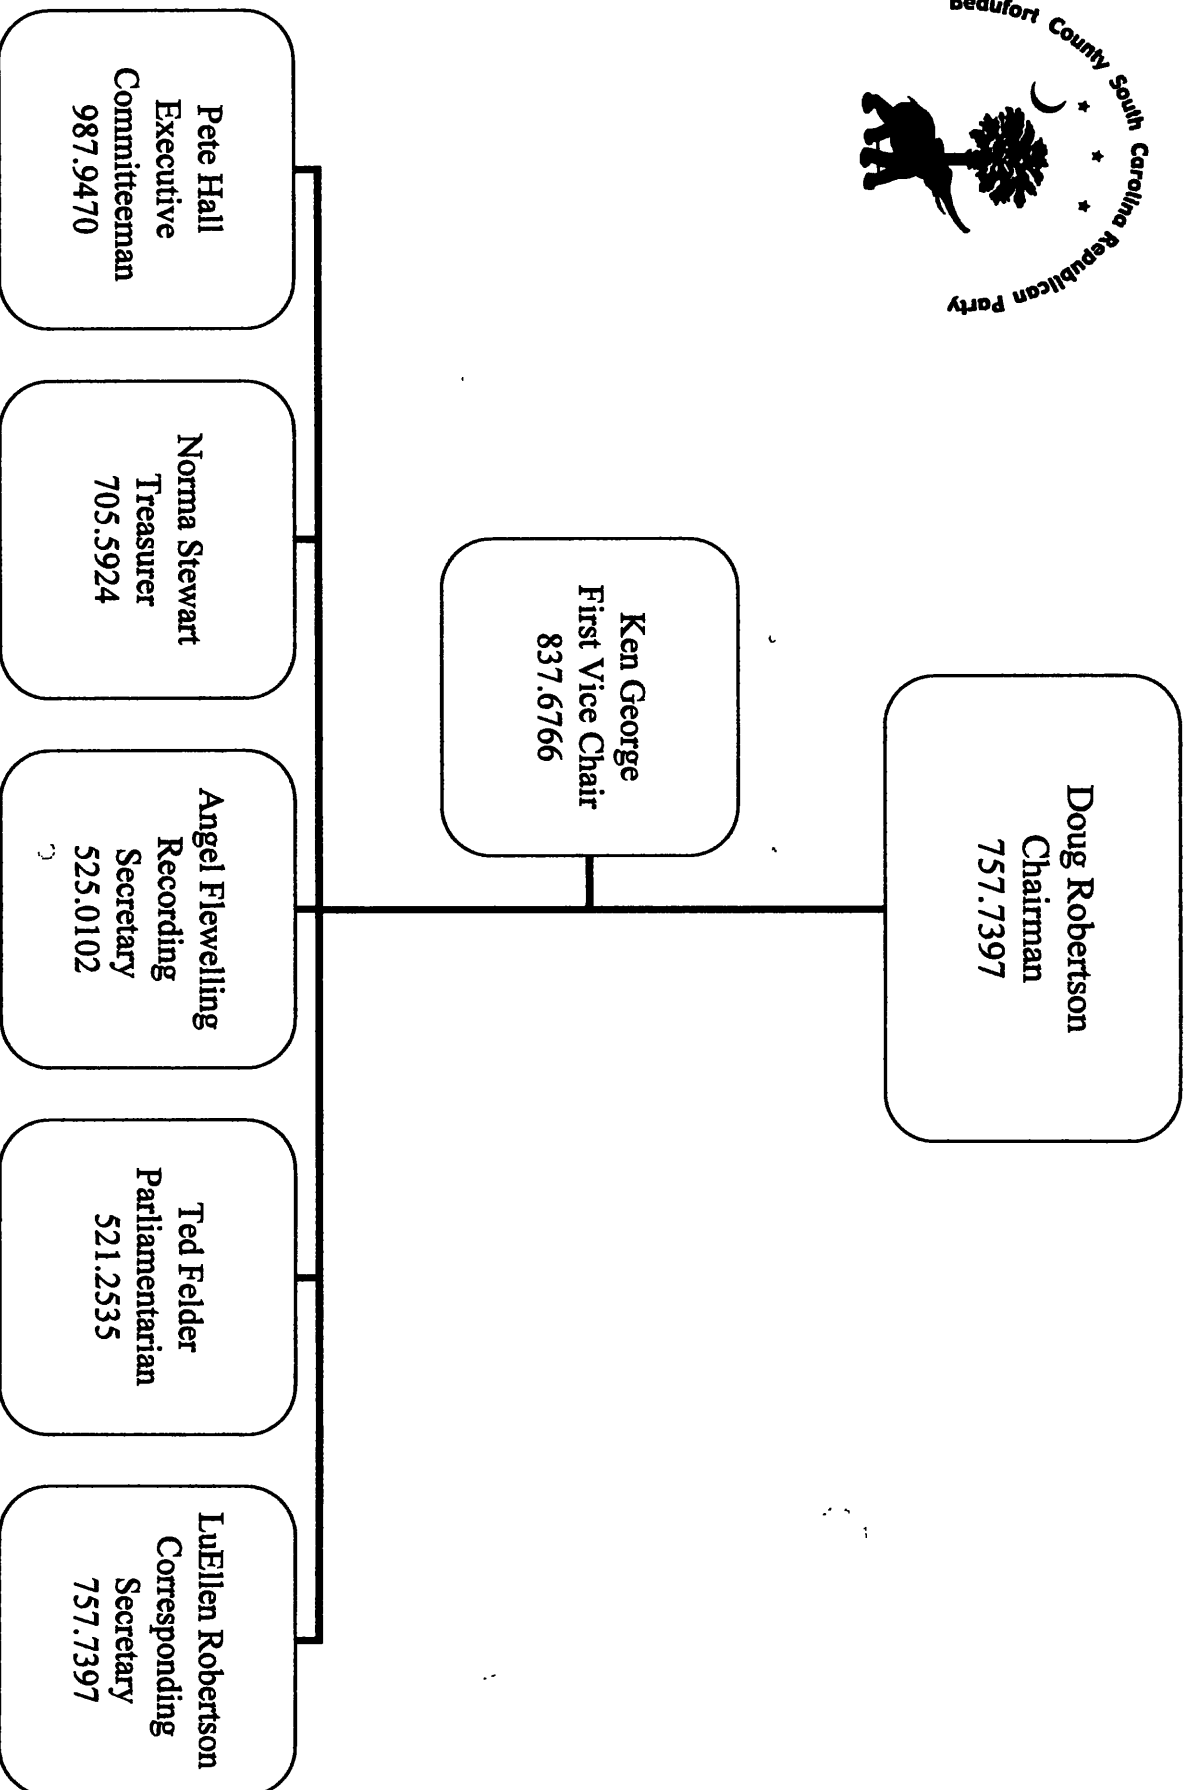 Beaufort County South Carolina Republican Party
Doug Robertson
Chairman
757.7397
Ken George
First Vice Chair
837.6766
Pete Hall
Executive
Committeeman
987.9470
Norma Stewart
Treasurer
705.5924
Angel Flewelling
Recording
Secretary
525.0102
Ted Felder
Parliamentarian
521.2535
LuEllen Robertson
Corresponding
Secretary
757.7397